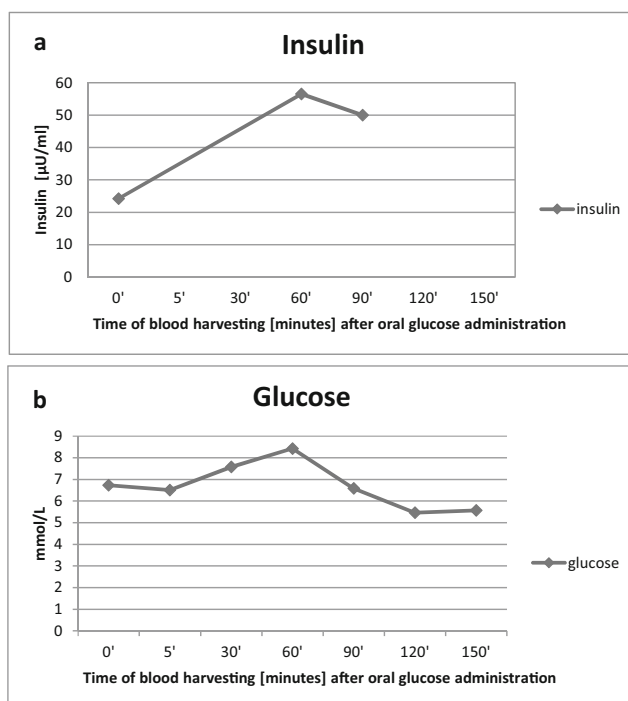 a
Insulin
60
50
40
30
20
10
0
Insulin [µU/ml]
insulin
0' 5' 30' 60' 90' 120' 150'
Time of blood harvesting [minutes] after oral glucose administration
b
Glucose
9
8
7
6
5
4
3
2
1
0
mmol/L
glucose
0' 5' 30' 60' 90' 120' 150'
Time of blood harvesting [minutes] after oral glucose administration